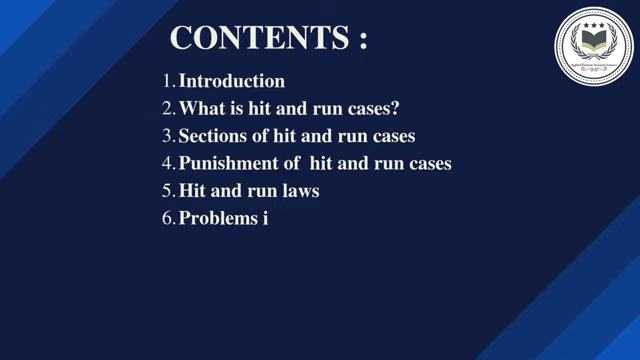 CONTENTS :
1. Introduction
2. What is hit and run cases?
3. Sections of hit and run cases
4. Punishment of hit and run cases
5. Hit and run laws
6. Problems i